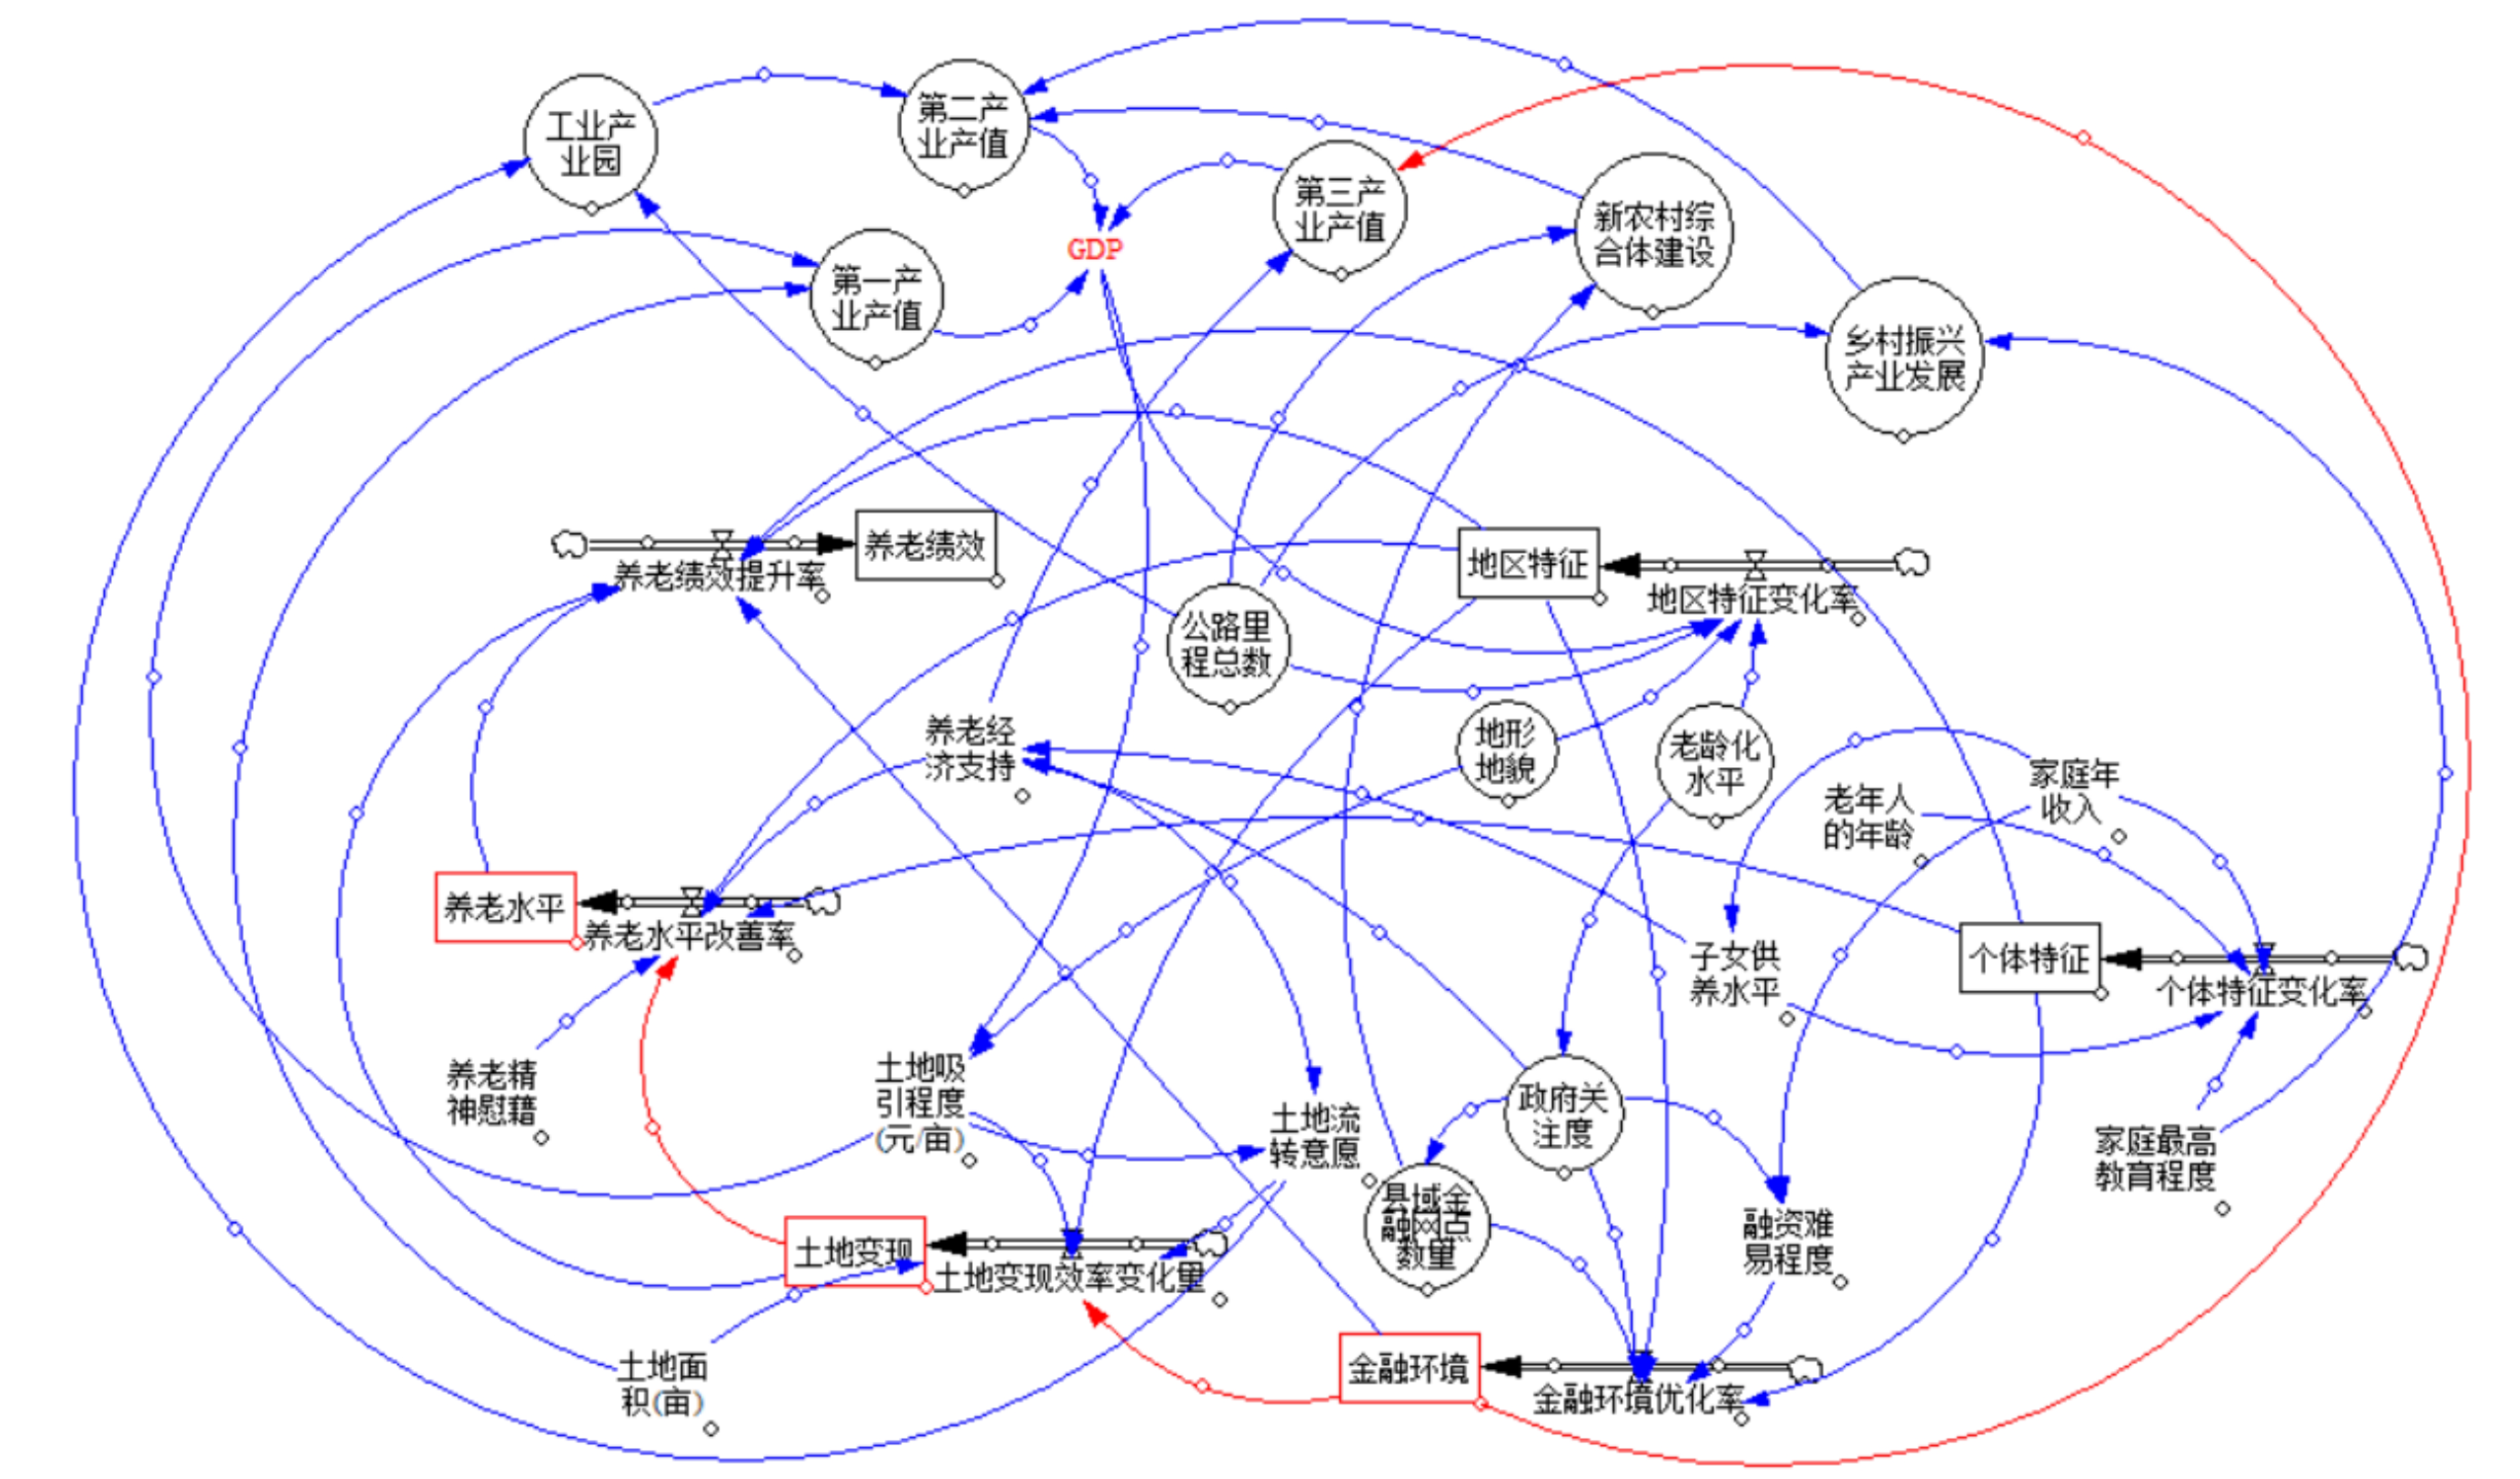 工业产
业园
第二产
业产值
第三产
业产值
新农村综
合体建设
GDP
第一产
业产值
乡村振兴
产业发展
养老绩效
养老绩效提升率
地区特征
地区特征变化率
公路里
程总数
养老经
济支持
地形
地貌
老龄化
水平
老年人
的年龄
家庭年
收入
养老水平
养老水平改善率
子女供
养水平
个体特征
个体特征变化率
养老精
神慰藉
土地吸
引程度
(元/亩)
土地流
转意愿
政府关
注度
家庭最高
教育程度
县域金
融网点
数量
融资难
易程度
土地变现
土地变现效率变化量
土地面
积(亩)
金融环境
金融环境优化率